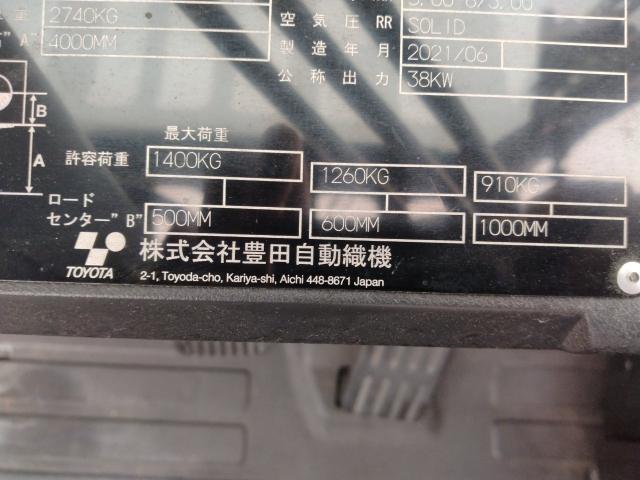 重量 2740KG
"A" 4000MM
空気圧 RR SOLID
製造年月 2021/06
公称出力 38KW
B
A
最大荷重
許容荷重 1400KG 1260KG 910KG
ロード
センター"B" 500MM 600MM 1000MM
TOYOTA 株式会社豊田自動織機
2-1, Toyoda-cho, Kariya-shi, Aichi 448-8671 Japan